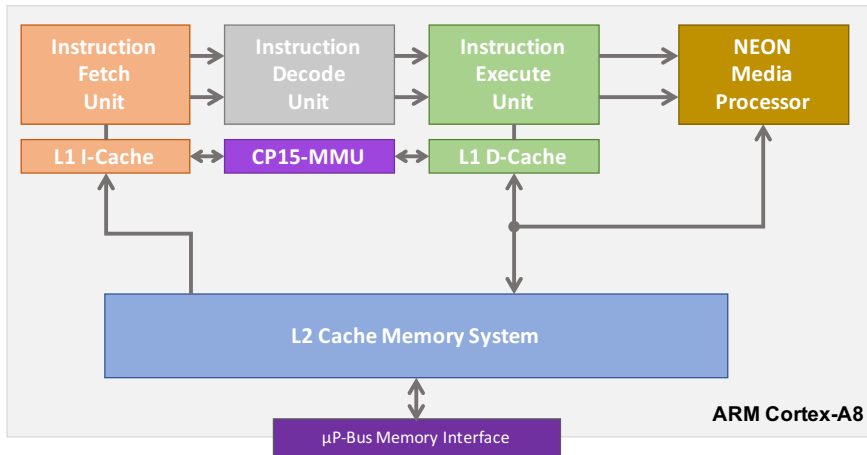 Instruction
Fetch
Unit
Instruction
Decode
Unit
Instruction
Execute
Unit
NEON
Media
Processor
L1 I-Cache
CP15-MMU
L1 D-Cache
L2 Cache Memory System
ARM Cortex-A8
µP-Bus Memory Interface